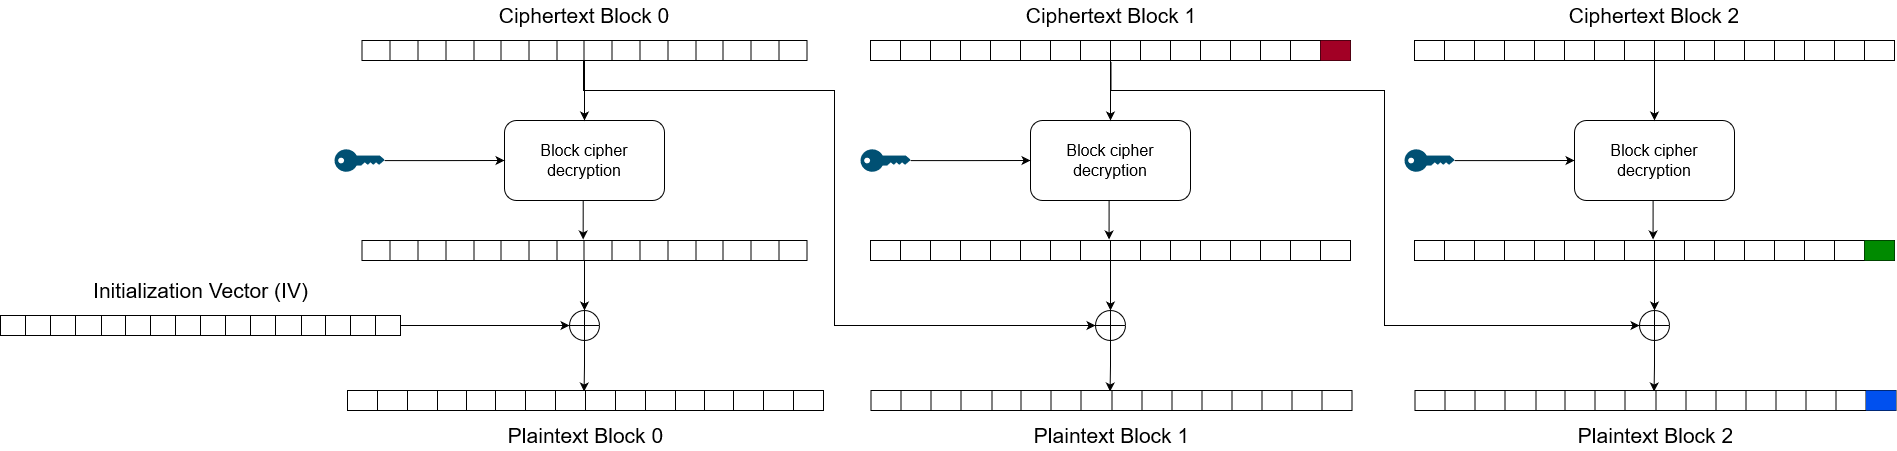 Ciphertext Block 0
Ciphertext Block 1
Ciphertext Block 2
Block cipher
decryption
Block cipher
decryption
Block cipher
decryption
Initialization Vector (IV)
Plaintext Block 0
Plaintext Block 1
Plaintext Block 2